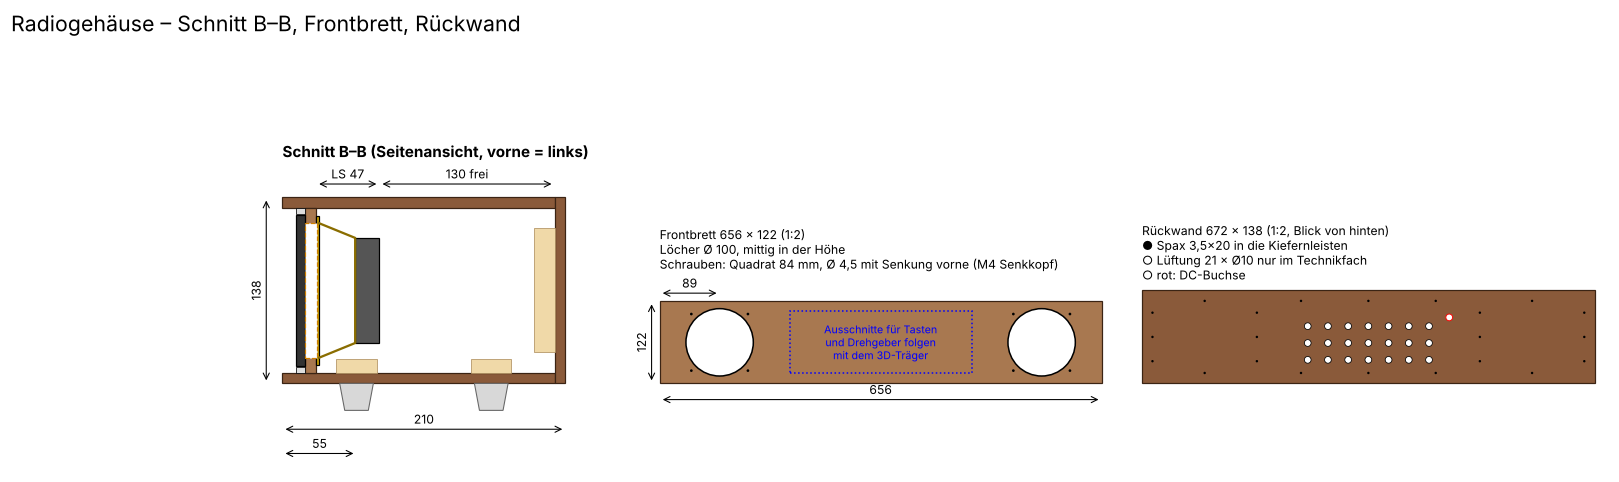 Radiogehäuse – Schnitt B–B, Frontbrett, Rückwand
Schnitt B–B (Seitenansicht, vorne = links)
LS 47
130 frei
138
210
55
Frontbrett 656 × 122 (1:2)
Löcher Ø 100, mittig in der Höhe
Schrauben: Quadrat 84 mm, Ø 4,5 mit Senkung vorne (M4 Senkkopf)
89
122
Ausschnitte für Tasten
und Drehgeber folgen
mit dem 3D-Träger
656
Rückwand 672 × 138 (1:2, Blick von hinten)
Spax 3,5×20 in die Kiefernleisten
Lüftung 21 × Ø10 nur im Technikfach
rot: DC-Buchse